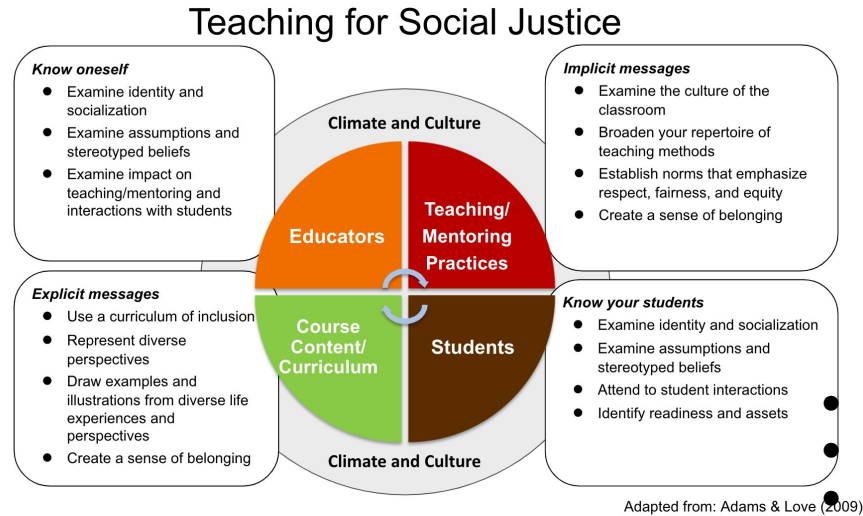 Teaching for Social Justice
Know oneself
● Examine identity and
socialization
● Examine assumptions and
stereotyped beliefs
● Examine impact on
teaching/mentoring and
interactions with students
Implicit messages
● Examine the culture of the
classroom
● Broaden your repertoire of
teaching methods
● Establish norms that emphasize
respect, fairness, and equity
● Create a sense of belonging
Climate and Culture
Educators
Teaching/
Mentoring
Practices
Course
Content/
Curriculum
Students
Climate and Culture
Explicit messages
● Use a curriculum of inclusion
● Represent diverse
perspectives
● Draw examples and
illustrations from diverse life
experiences and
perspectives
● Create a sense of belonging
Know your students
● Examine identity and socialization
● Examine assumptions and
stereotyped beliefs
● Attend to student interactions
● Identify readiness and assets
Adapted from: Adams & Love (2009)